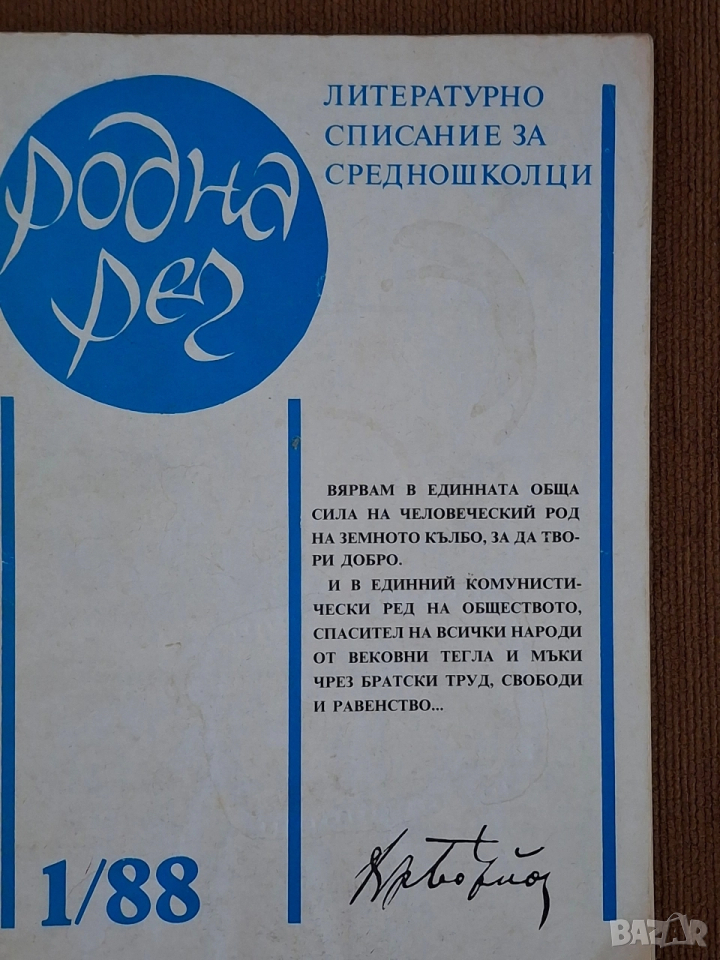 родна
реч
ЛИТЕРАТУРНО
СПИСАНИЕ ЗА
СРЕДНОШКОЛЦИ
ВЯРВАМ В ЕДИННАТА ОБЩА
СИЛА НА ЧЕЛОВЕЧЕСКИЙ РОД
НА ЗЕМНОТО КЪЛБО, ЗА ДА ТВО-
РИ ДОБРО.
И В ЕДИННИЙ КОМУНИСТИ-
ЧЕСКИ РЕД НА ОБЩЕСТВОТО,
СПАСИТЕЛ НА ВСИЧКИ НАРОДИ
ОТ ВЕКОВНИ ТЕГЛА И МЪКИ
ЧРЕЗ БРАТСКИ ТРУД, СВОБОДИ
И РАВЕНСТВО...
1/88
BAZAR